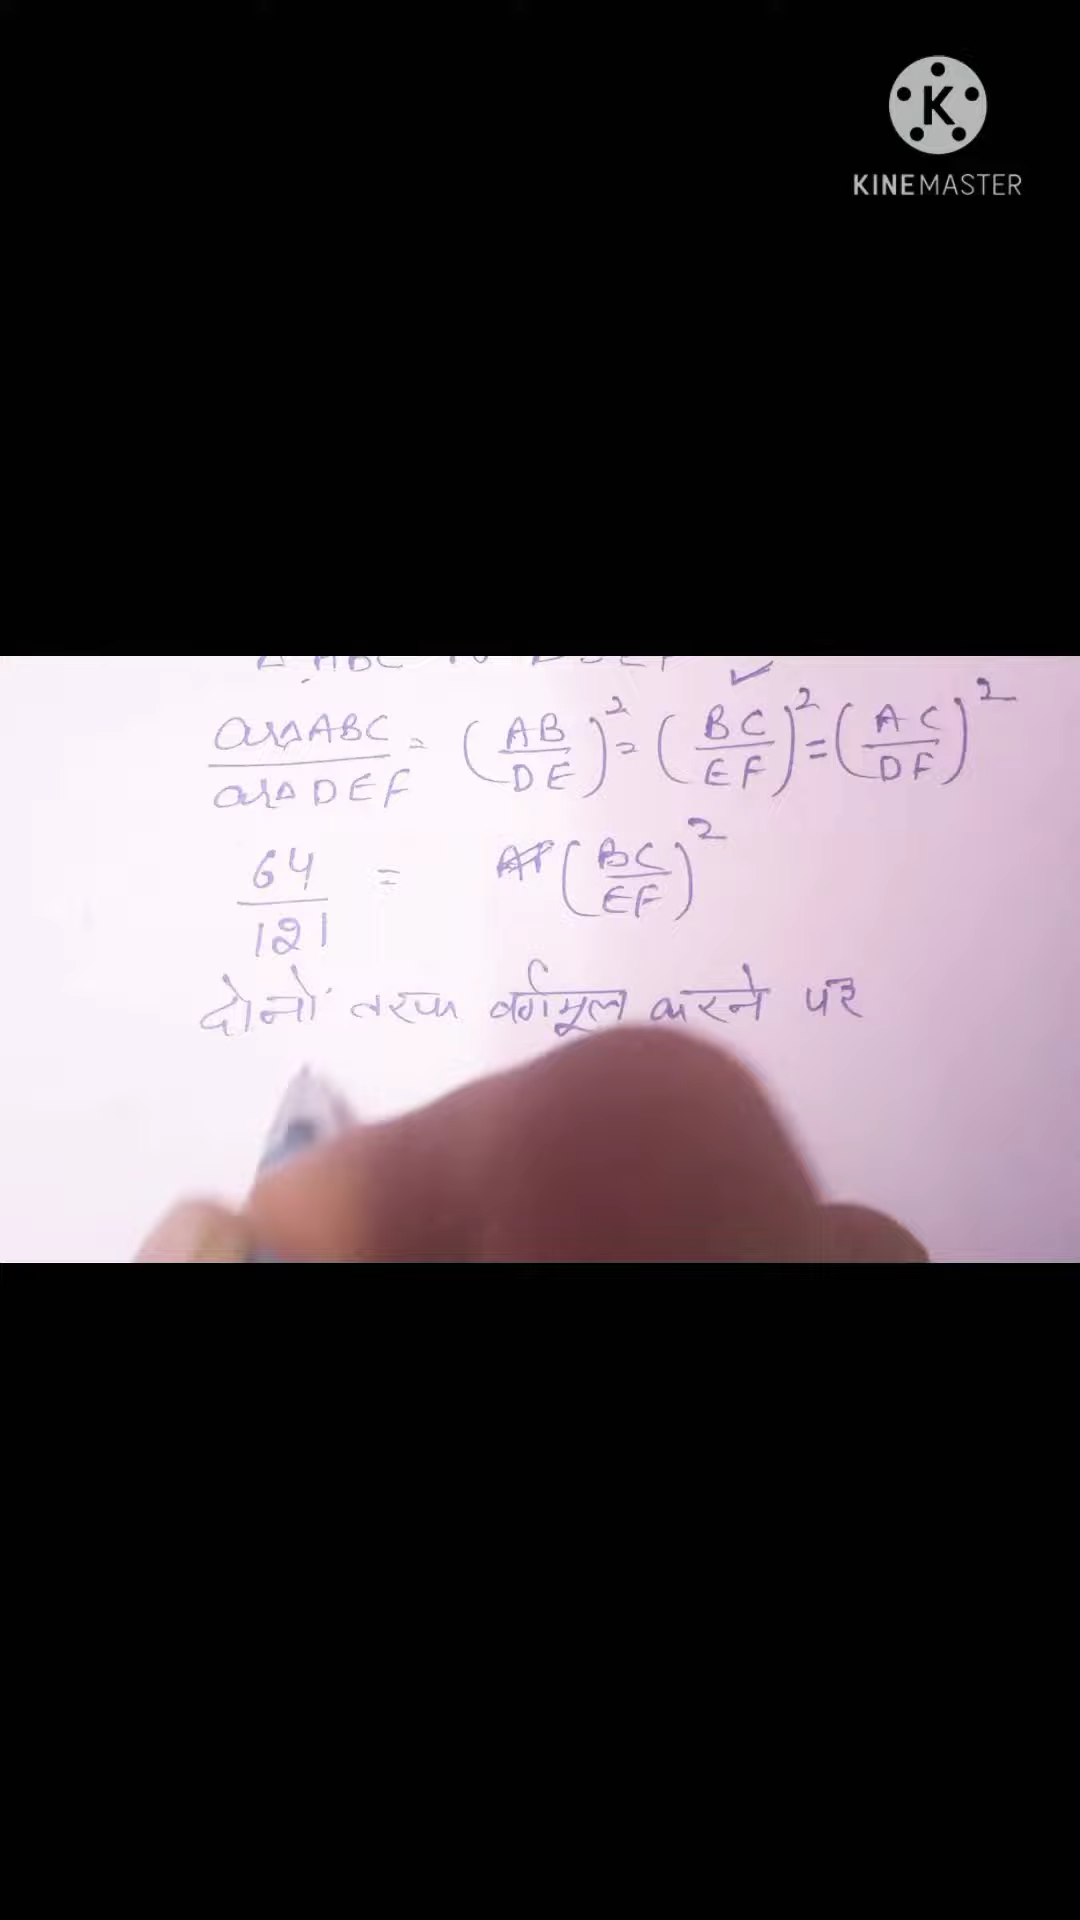 KINEMASTER
ar△ABC/ar△DEF = (AB/DE)² = (BC/EF)² = (AC/DF)²
64/121 = (BC/EF)²
दोनों तरफ वर्गमूल करने पर